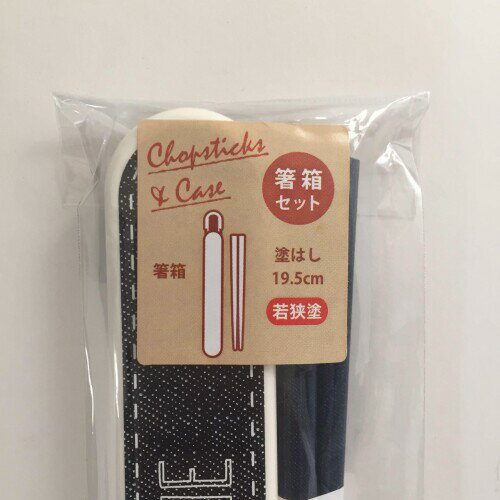 Chopsticks
& Case
箸箱
セット
箸箱
塗はし
19.5cm
若狭塗
E